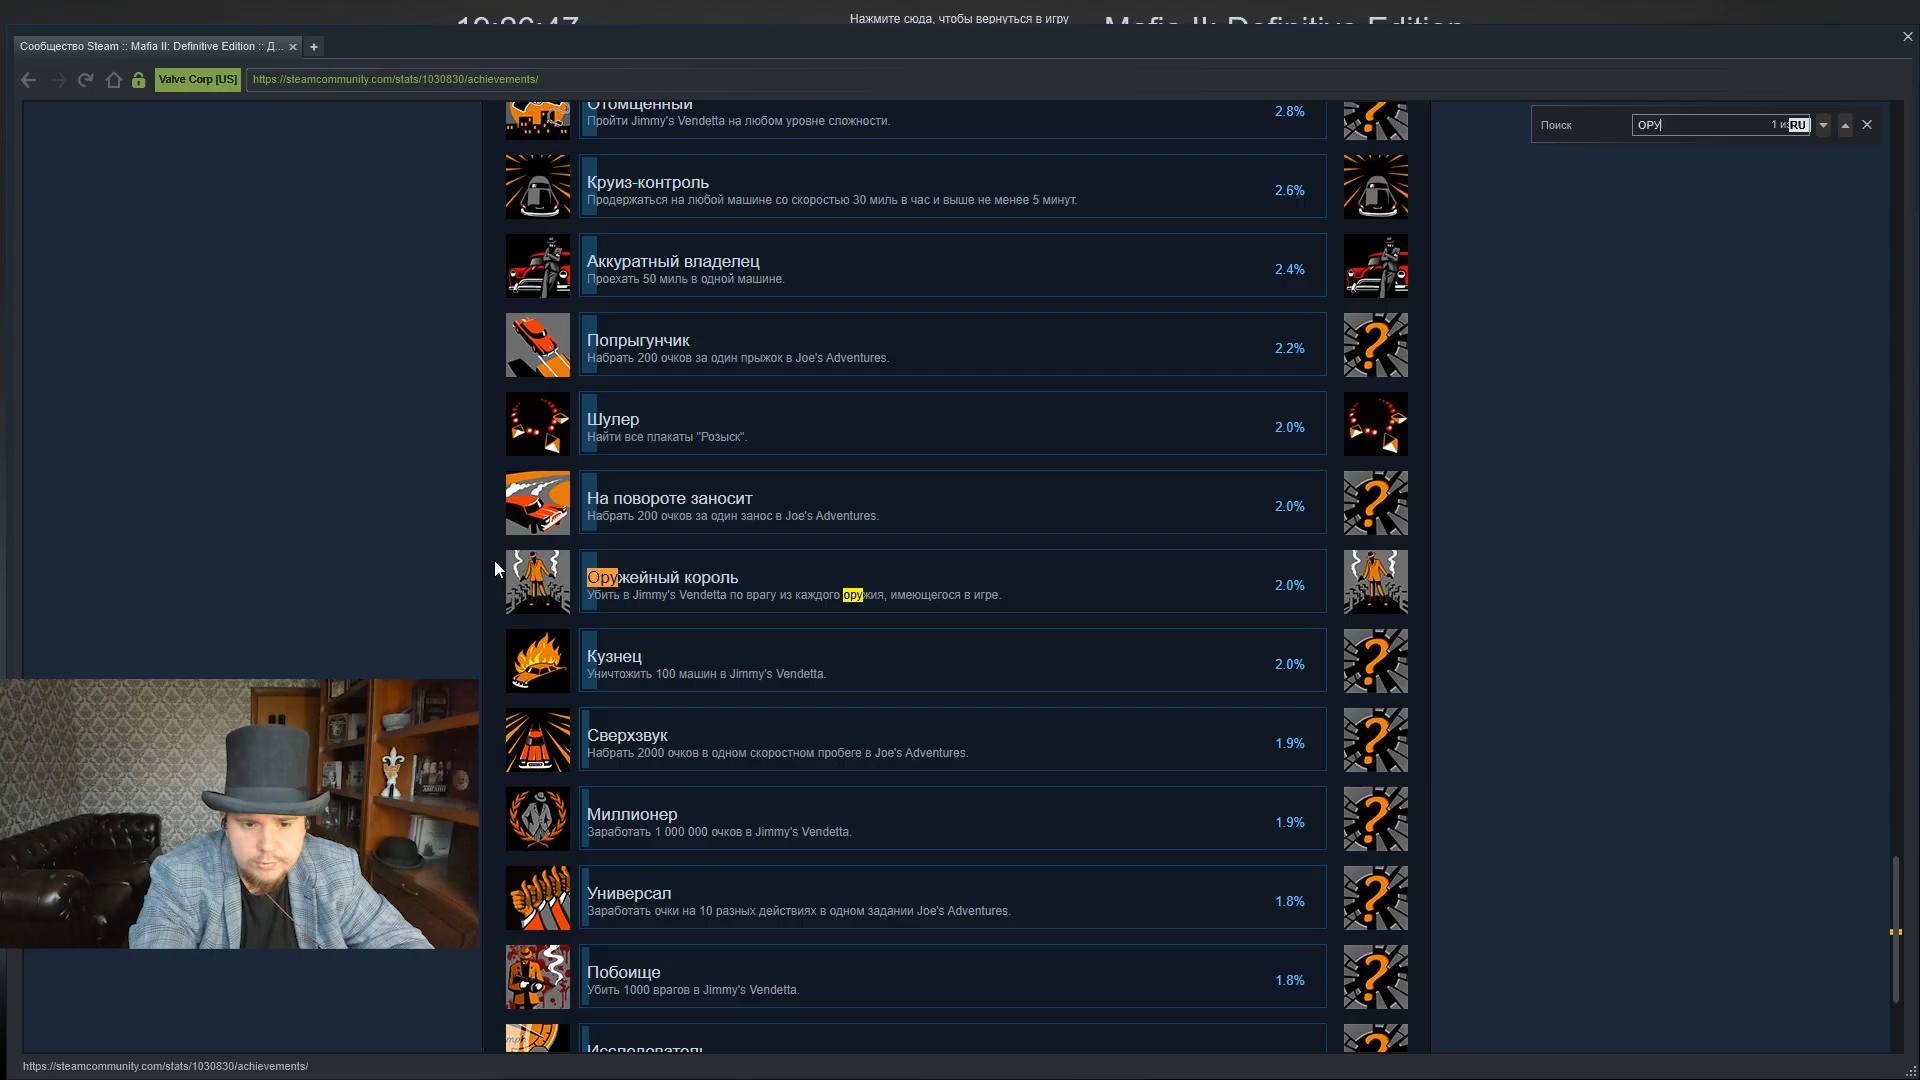 Нажмите сюда, чтобы вернуться в игру
Mafia II: Definitive Edition
Сообщество Steam :: Mafia II: Definitive Edition :: Д...
Valve Corp [US]
https://steamcommunity.com/stats/1030830/achievements/
Поиск
ОРУ
1 из
RU
Отомщенный
Пройти Jimmy's Vendetta на любом уровне сложности.
2.8%
Круиз-контроль
Продержаться на любой машине со скоростью 30 миль в час и выше не менее 5 минут.
2.6%
Аккуратный владелец
Проехать 50 миль в одной машине.
2.4%
Попрыгунчик
Набрать 200 очков за один прыжок в Joe's Adventures.
2.2%
Шулер
Найти все плакаты "Розыск".
2.0%
На повороте заносит
Набрать 200 очков за один занос в Joe's Adventures.
2.0%
Оружейный король
Убить в Jimmy's Vendetta по врагу из каждого оружия, имеющегося в игре.
2.0%
Кузнец
Уничтожить 100 машин в Jimmy's Vendetta.
2.0%
Сверхзвук
Набрать 2000 очков в одном скоростном пробеге в Joe's Adventures.
1.9%
Миллионер
Заработать 1 000 000 очков в Jimmy's Vendetta.
1.9%
Универсал
Заработать очки на 10 разных действиях в одном задании Joe's Adventures.
1.8%
Побоище
Убить 1000 врагов в Jimmy's Vendetta.
1.8%
Исследователь
https://steamcommunity.com/stats/1030830/achievements/